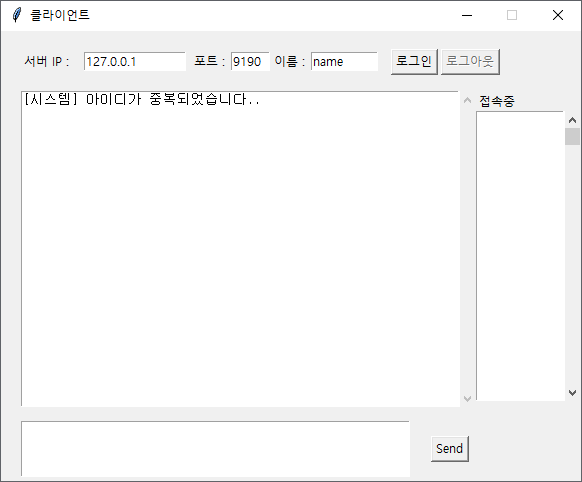 클라이언트
서버 IP : 127.0.0.1 포트 : 9190 이름 : name 로그인 로그아웃
[시스템] 아이디가 중복되었습니다..
접속중
Send